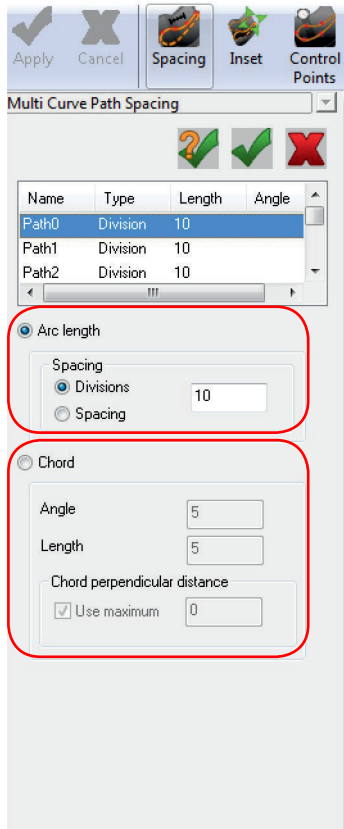 Apply Cancel Spacing Inset Control Points
Multi Curve Path Spacing
Name Type Length Angle
Path0 Division 10
Path1 Division 10
Path2 Division 10
Arc length
Spacing
Divisions 10
Spacing
Chord
Angle 5
Length 5
Chord perpendicular distance
Use maximum 0